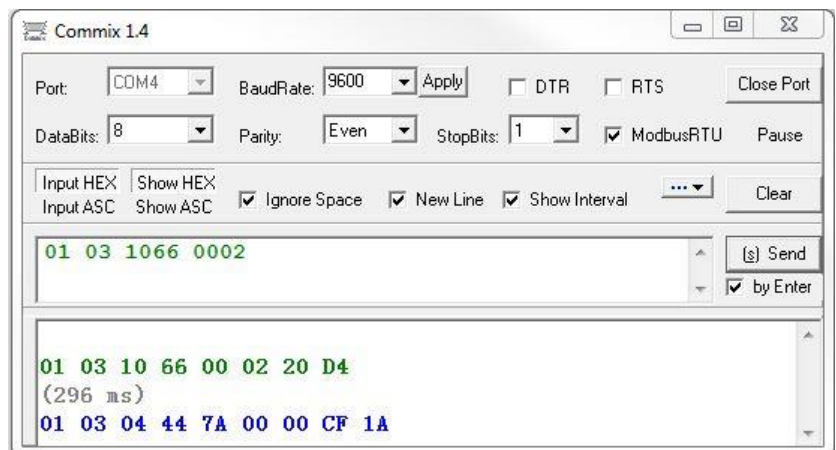 Commix 1.4
Port: COM4 BaudRate: 9600 Apply DTR RTS Close Port
DataBits: 8 Parity: Even StopBits: 1 ModbusRTU Pause
Input HEX Show HEX
Input ASC Show ASC Ignore Space New Line Show Interval ... Clear
01 03 1066 0002 (s) Send
by Enter
01 03 10 66 00 02 20 D4
(296 ms)
01 03 04 44 7A 00 00 CF 1A